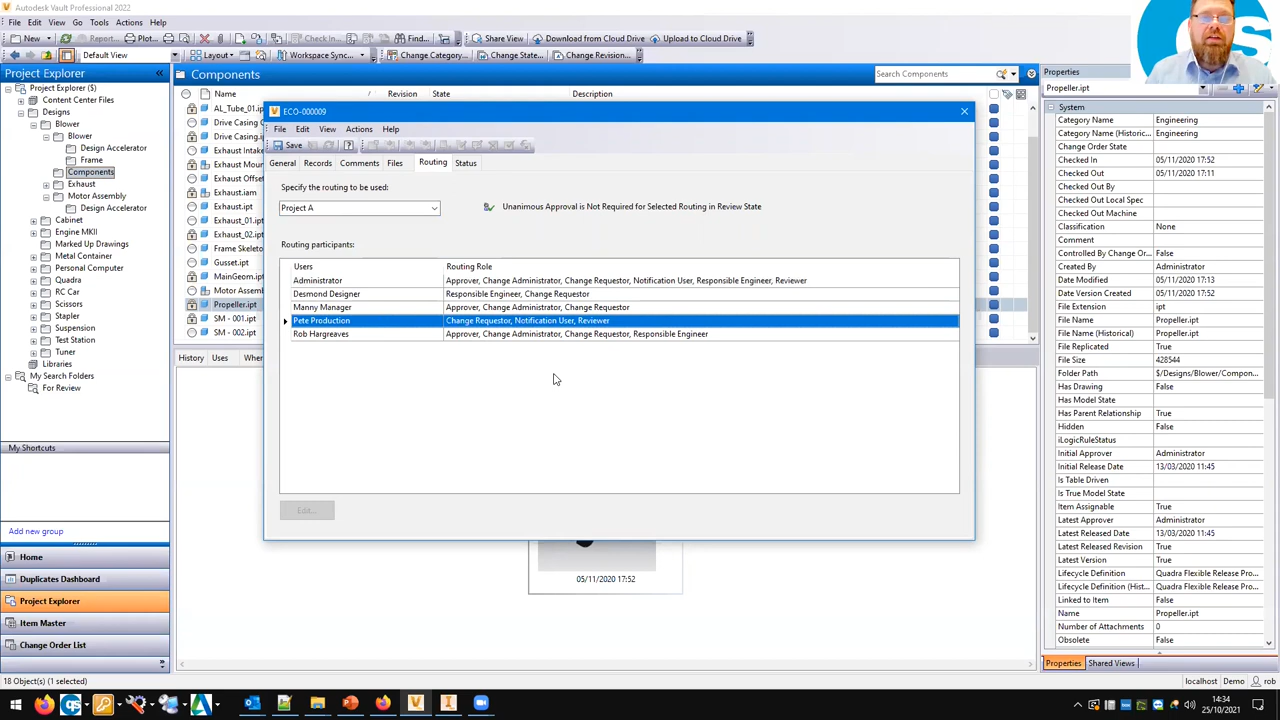 Autodesk Vault Professional 2022
File Edit View Go Tools Actions Help
New Report... Plot... Check In... Find... Share View Download from Cloud Drive Upload to Cloud Drive
Default View Layout Workspace Sync... Change Category... Change State... Change Revision...
Project Explorer «
Project Explorer ($)
Content Center Files
Designs
Blower
Blower
Design Accelerator
Frame
Components
Exhaust
Motor Assembly
Design Accelerator
Cabinet
Engine MKII
Marked Up Drawings
Metal Container
Personal Computer
Quadra
RC Car
Scissors
Test Station
Tuner
Libraries
My Search Folders
For Review
My Shortcuts
Add new group
Home
Duplicates Dashboard
Project Explorer
Item Master
Change Order List
Components
Search Components
Name Revision State Description
AL_Tube_01.ip
Drive Casing.ip
Drive Corners.i
Exhaust Intake
Exhaust Moun
Exhaust Offset
Exhaust.iam
Exhaust_01.ipt
Exhaust_02.ipt
Frame Skeleto
Gusset.ipt
MainGeom.ipt
Motor Assemb
Propeller.ipt
SM - 001.ipt
SM - 002.ipt
History Uses Wher
ECO-000009
File Edit View Actions Help
Save
General Records Comments Files Routing Status
Specify the routing to be used:
Project A
Unanimous Approval is Not Required for Selected Routing in Review State
Routing participants:
Users Routing Role
Administrator Approver, Change Administrator, Change Requestor, Notification User, Responsible Engineer, Reviewer
Desmond Designer Responsible Engineer, Change Requestor
Manny Manager Approver, Change Administrator, Change Requestor
Pete Production Change Requestor, Notification User, Reviewer
Rob Hargreaves Approver, Change Administrator, Change Requestor, Responsible Engineer
Edit...
05/11/2020 17:52
Properties
Propeller.ipt
System
Category Name Engineering
Category Name (Historic... Engineering
Change Order State
Checked In 05/11/2020 17:52
Checked Out 05/11/2020 17:11
Checked Out By
Checked Out Local Spec
Checked Out Machine
Classification None
Comment
Controlled By Change O... False
Created By Administrator
Date Modified 05/11/2020 17:13
Date Version Created 05/11/2020 17:52
File Extension ipt
File Name Propeller.ipt
File Name (Historical) Propeller.ipt
File Replicated True
File Size 428544
Folder Path $/Designs/Blower/Compon...
Has Drawing False
Has Model State
Has Parent Relationship True
Hidden False
iLogicRuleStatus
Initial Approver Administrator
Initial Release Date 13/03/2020 11:45
Is Table Driven
Is True Model State
Item Assignable True
Latest Approver Administrator
Latest Released Date 13/03/2020 11:45
Latest Released Revision True
Latest Version True
Lifecycle Definition Quadra Flexible Release Pro...
Lifecycle Definition (Hist... Quadra Flexible Release Pro...
Linked to Item False
Name Propeller.ipt
Number of Attachments 0
Obsolete False
Properties Shared Views
18 Object(s) (1 selected)
localhost Demo rob
14:34
25/10/2021